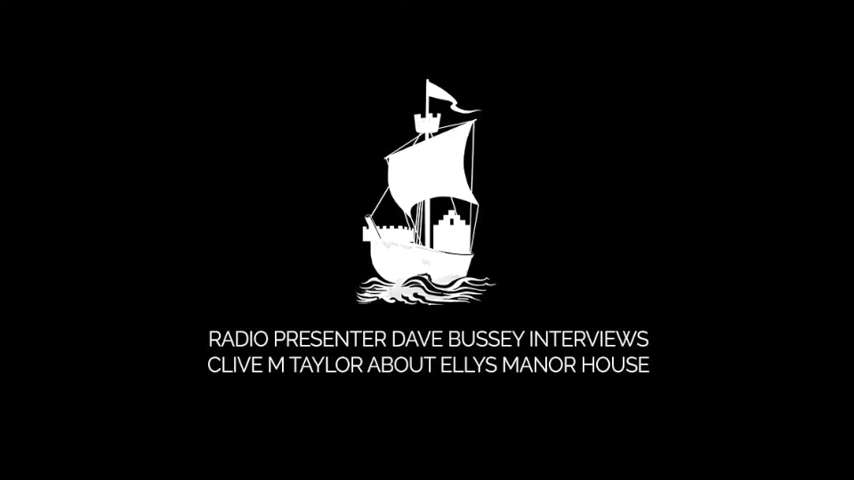 RADIO PRESENTER DAVE BUSSEY INTERVIEWS
CLIVE M TAYLOR ABOUT ELLYS MANOR HOUSE